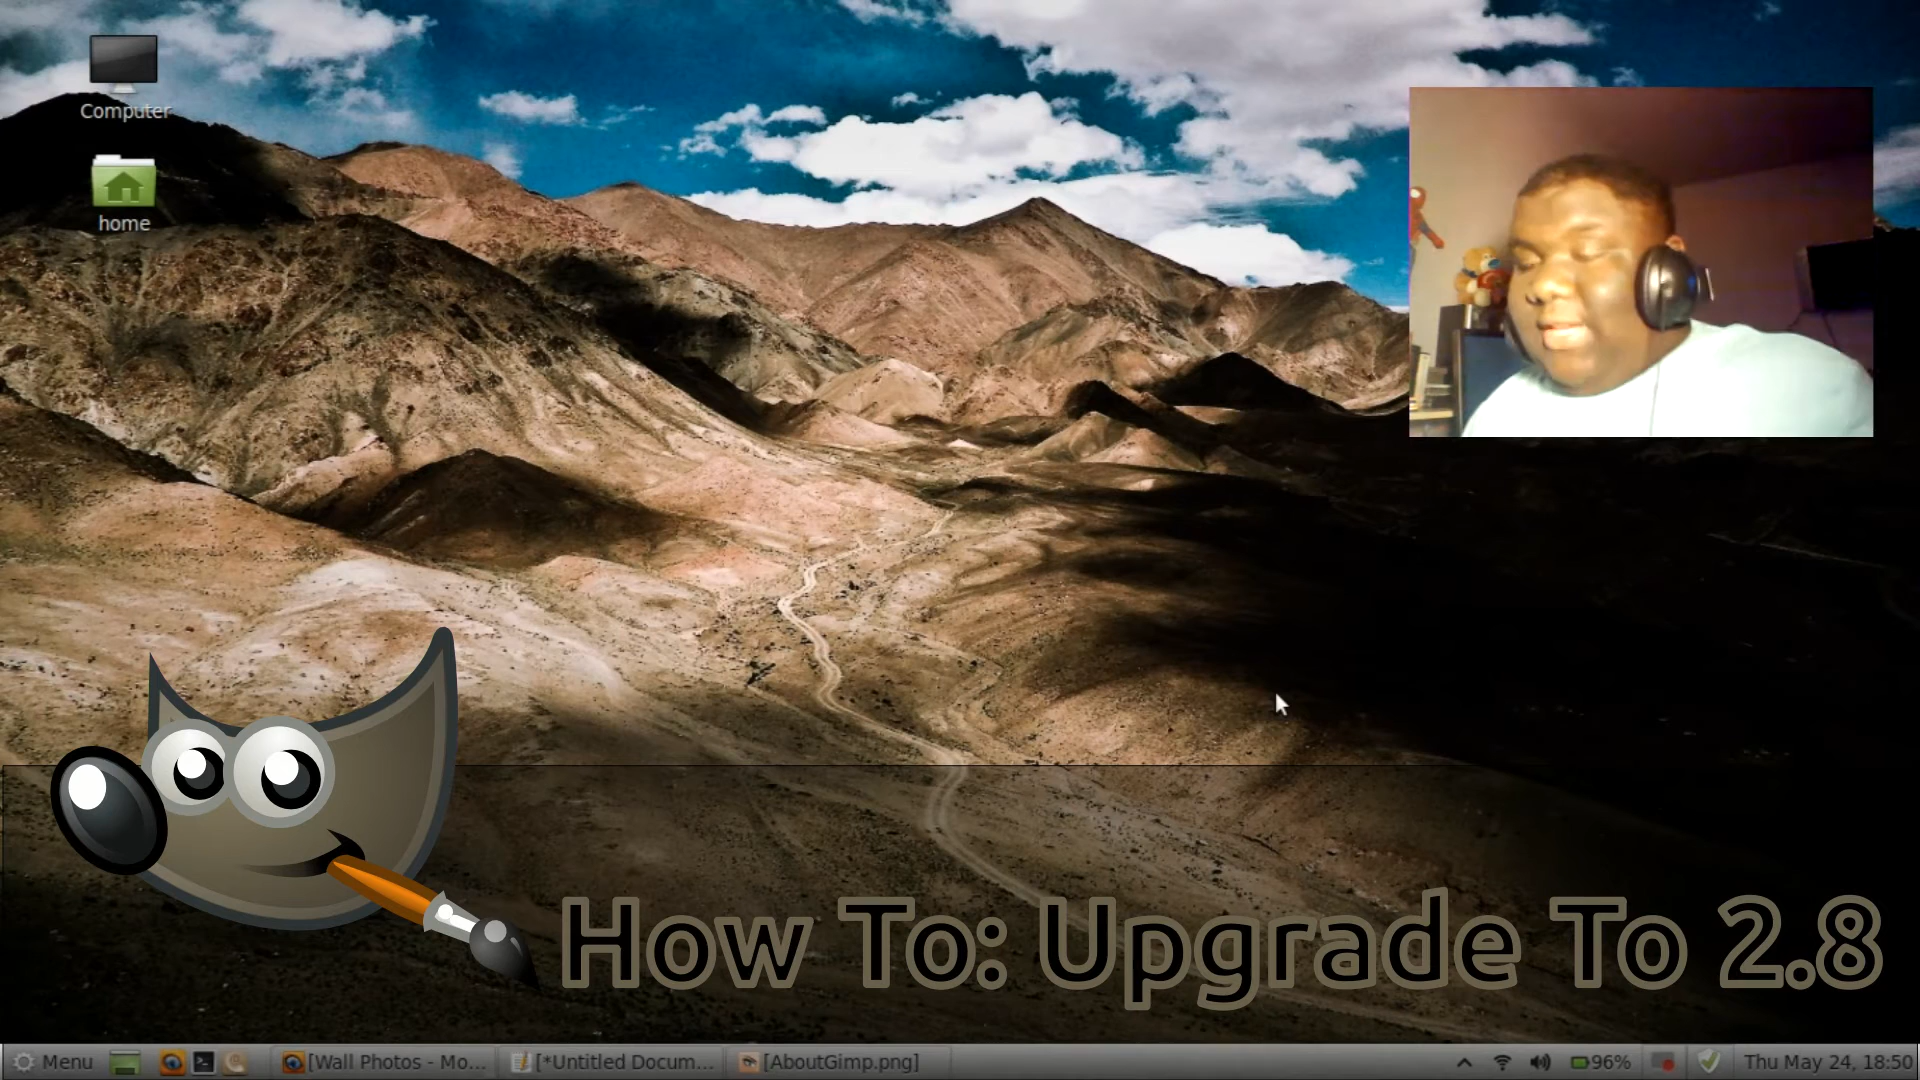 Computer
home
How To: Upgrade To 2.8
Menu [Wall Photos - Mo... [*Untitled Docum... [AboutGimp.png] 96% Thu May 24, 18:50